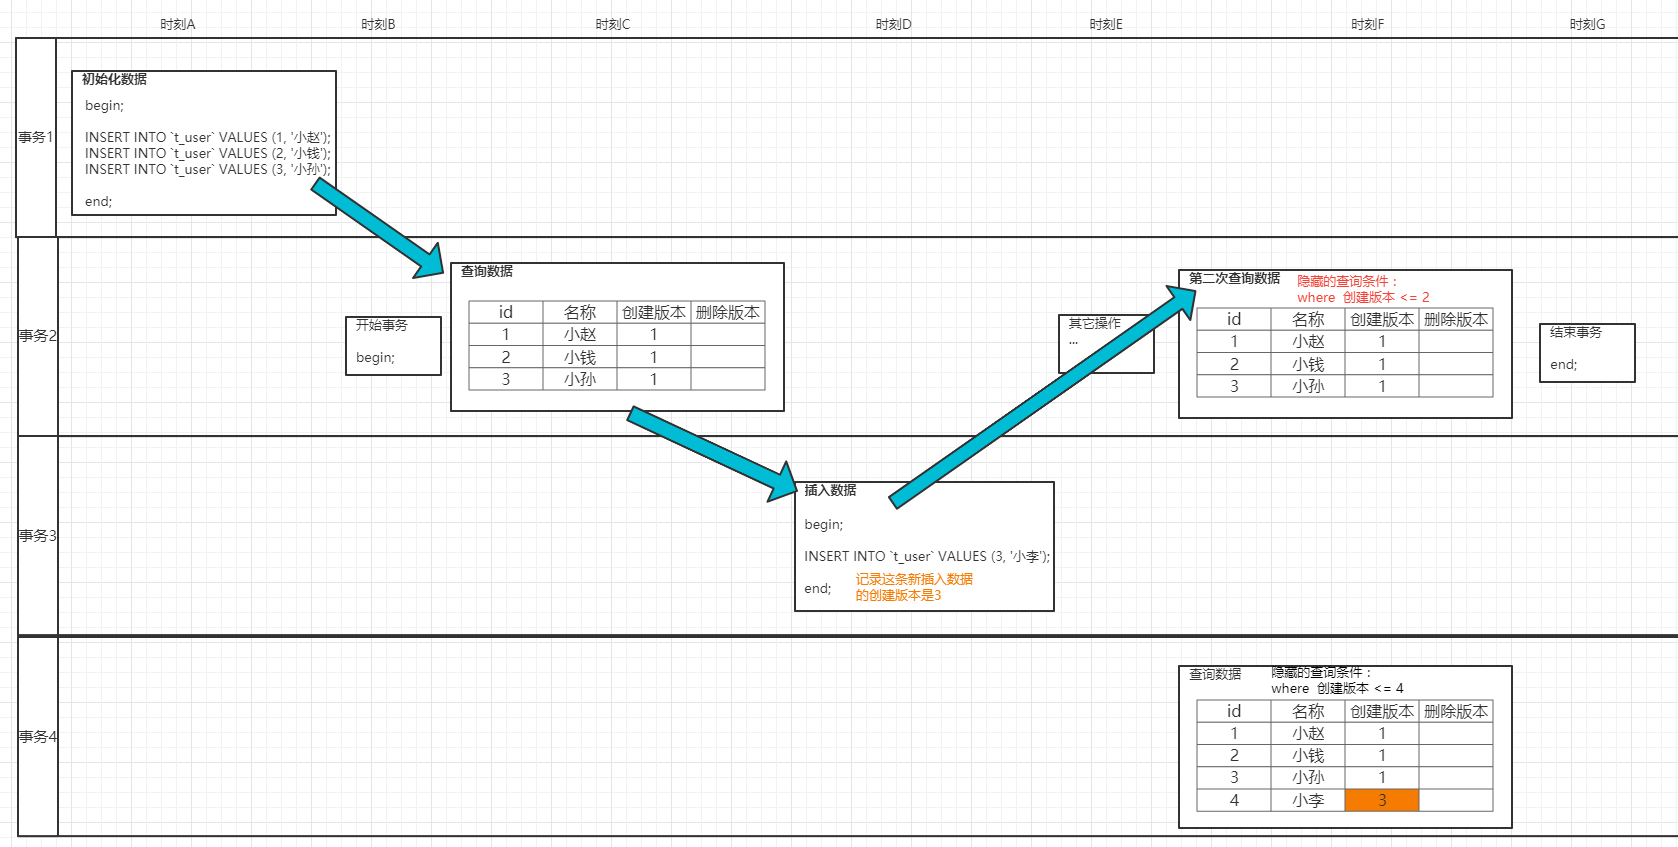 时刻A 时刻B 时刻C 时刻D 时刻E 时刻F 时刻G
事务1
初始化数据
begin;
INSERT INTO `t_user` VALUES (1, '小赵');
INSERT INTO `t_user` VALUES (2, '小钱');
INSERT INTO `t_user` VALUES (3, '小孙');
end;
事务2
开始事务
begin;
查询数据
id 名称 创建版本 删除版本
1 小赵 1
2 小钱 1
3 小孙 1
其它操作
...
第二次查询数据
隐藏的查询条件：
where 创建版本 <= 2
id 名称 创建版本 删除版本
1 小赵 1
2 小钱 1
3 小孙 1
结束事务
end;
事务3
插入数据
begin;
INSERT INTO `t_user` VALUES (3, '小李');
end;
记录这条新插入数据
的创建版本是3
事务4
查询数据
隐藏的查询条件：
where 创建版本 <= 4
id 名称 创建版本 删除版本
1 小赵 1
2 小钱 1
3 小孙 1
4 小李 3